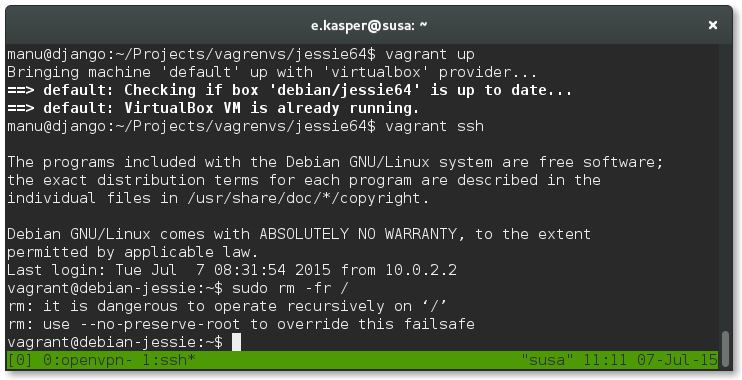 e.kasper@susa: ~
manu@django:~/Projects/vagrenvs/jessie64$ vagrant up
Bringing machine 'default' up with 'virtualbox' provider...
==> default: Checking if box 'debian/jessie64' is up to date...
==> default: VirtualBox VM is already running.
manu@django:~/Projects/vagrenvs/jessie64$ vagrant ssh
The programs included with the Debian GNU/Linux system are free software;
the exact distribution terms for each program are described in the
individual files in /usr/share/doc/*/copyright.
Debian GNU/Linux comes with ABSOLUTELY NO WARRANTY, to the extent
permitted by applicable law.
Last login: Tue Jul  7 08:31:54 2015 from 10.0.2.2
vagrant@debian-jessie:~$ sudo rm -fr /
rm: it is dangerous to operate recursively on ‘/’
rm: use --no-preserve-root to override this failsafe
vagrant@debian-jessie:~$
[0] 0:openvpn- 1:ssh* "susa" 11:11 07-Jul-15